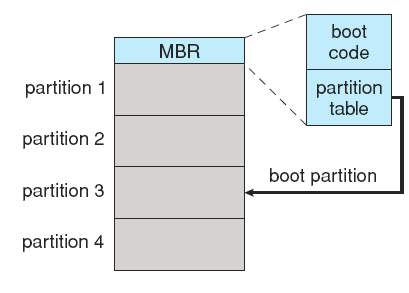 boot
code
MBR
partition 1
partition
table
partition 2
boot partition
partition 3
partition 4